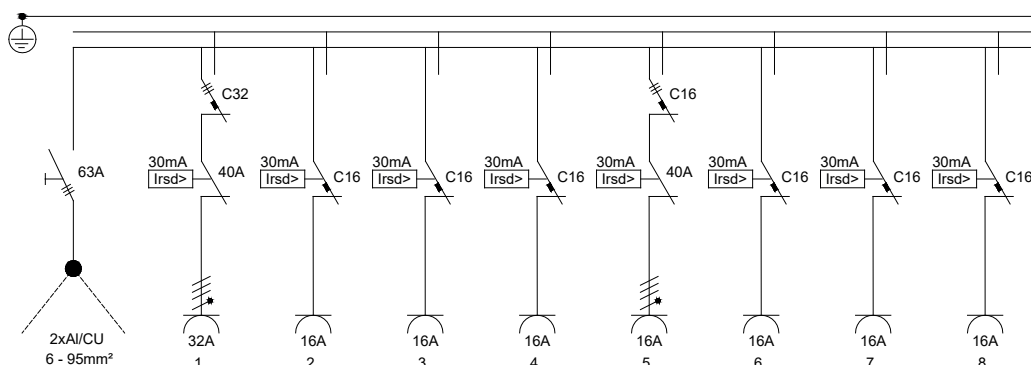 C32
C16
30mA
30mA
30mA
30mA
30mA
30mA
30mA
30mA
63A
Irsd>
40A
Irsd>
C16
Irsd>
C16
Irsd>
C16
Irsd>
40A
Irsd>
C16
Irsd>
C16
Irsd>
C16
2xAl/CU
6 - 95mm²
32A
16A
16A
16A
16A
16A
16A
16A
1
2
3
4
5
6
7
8